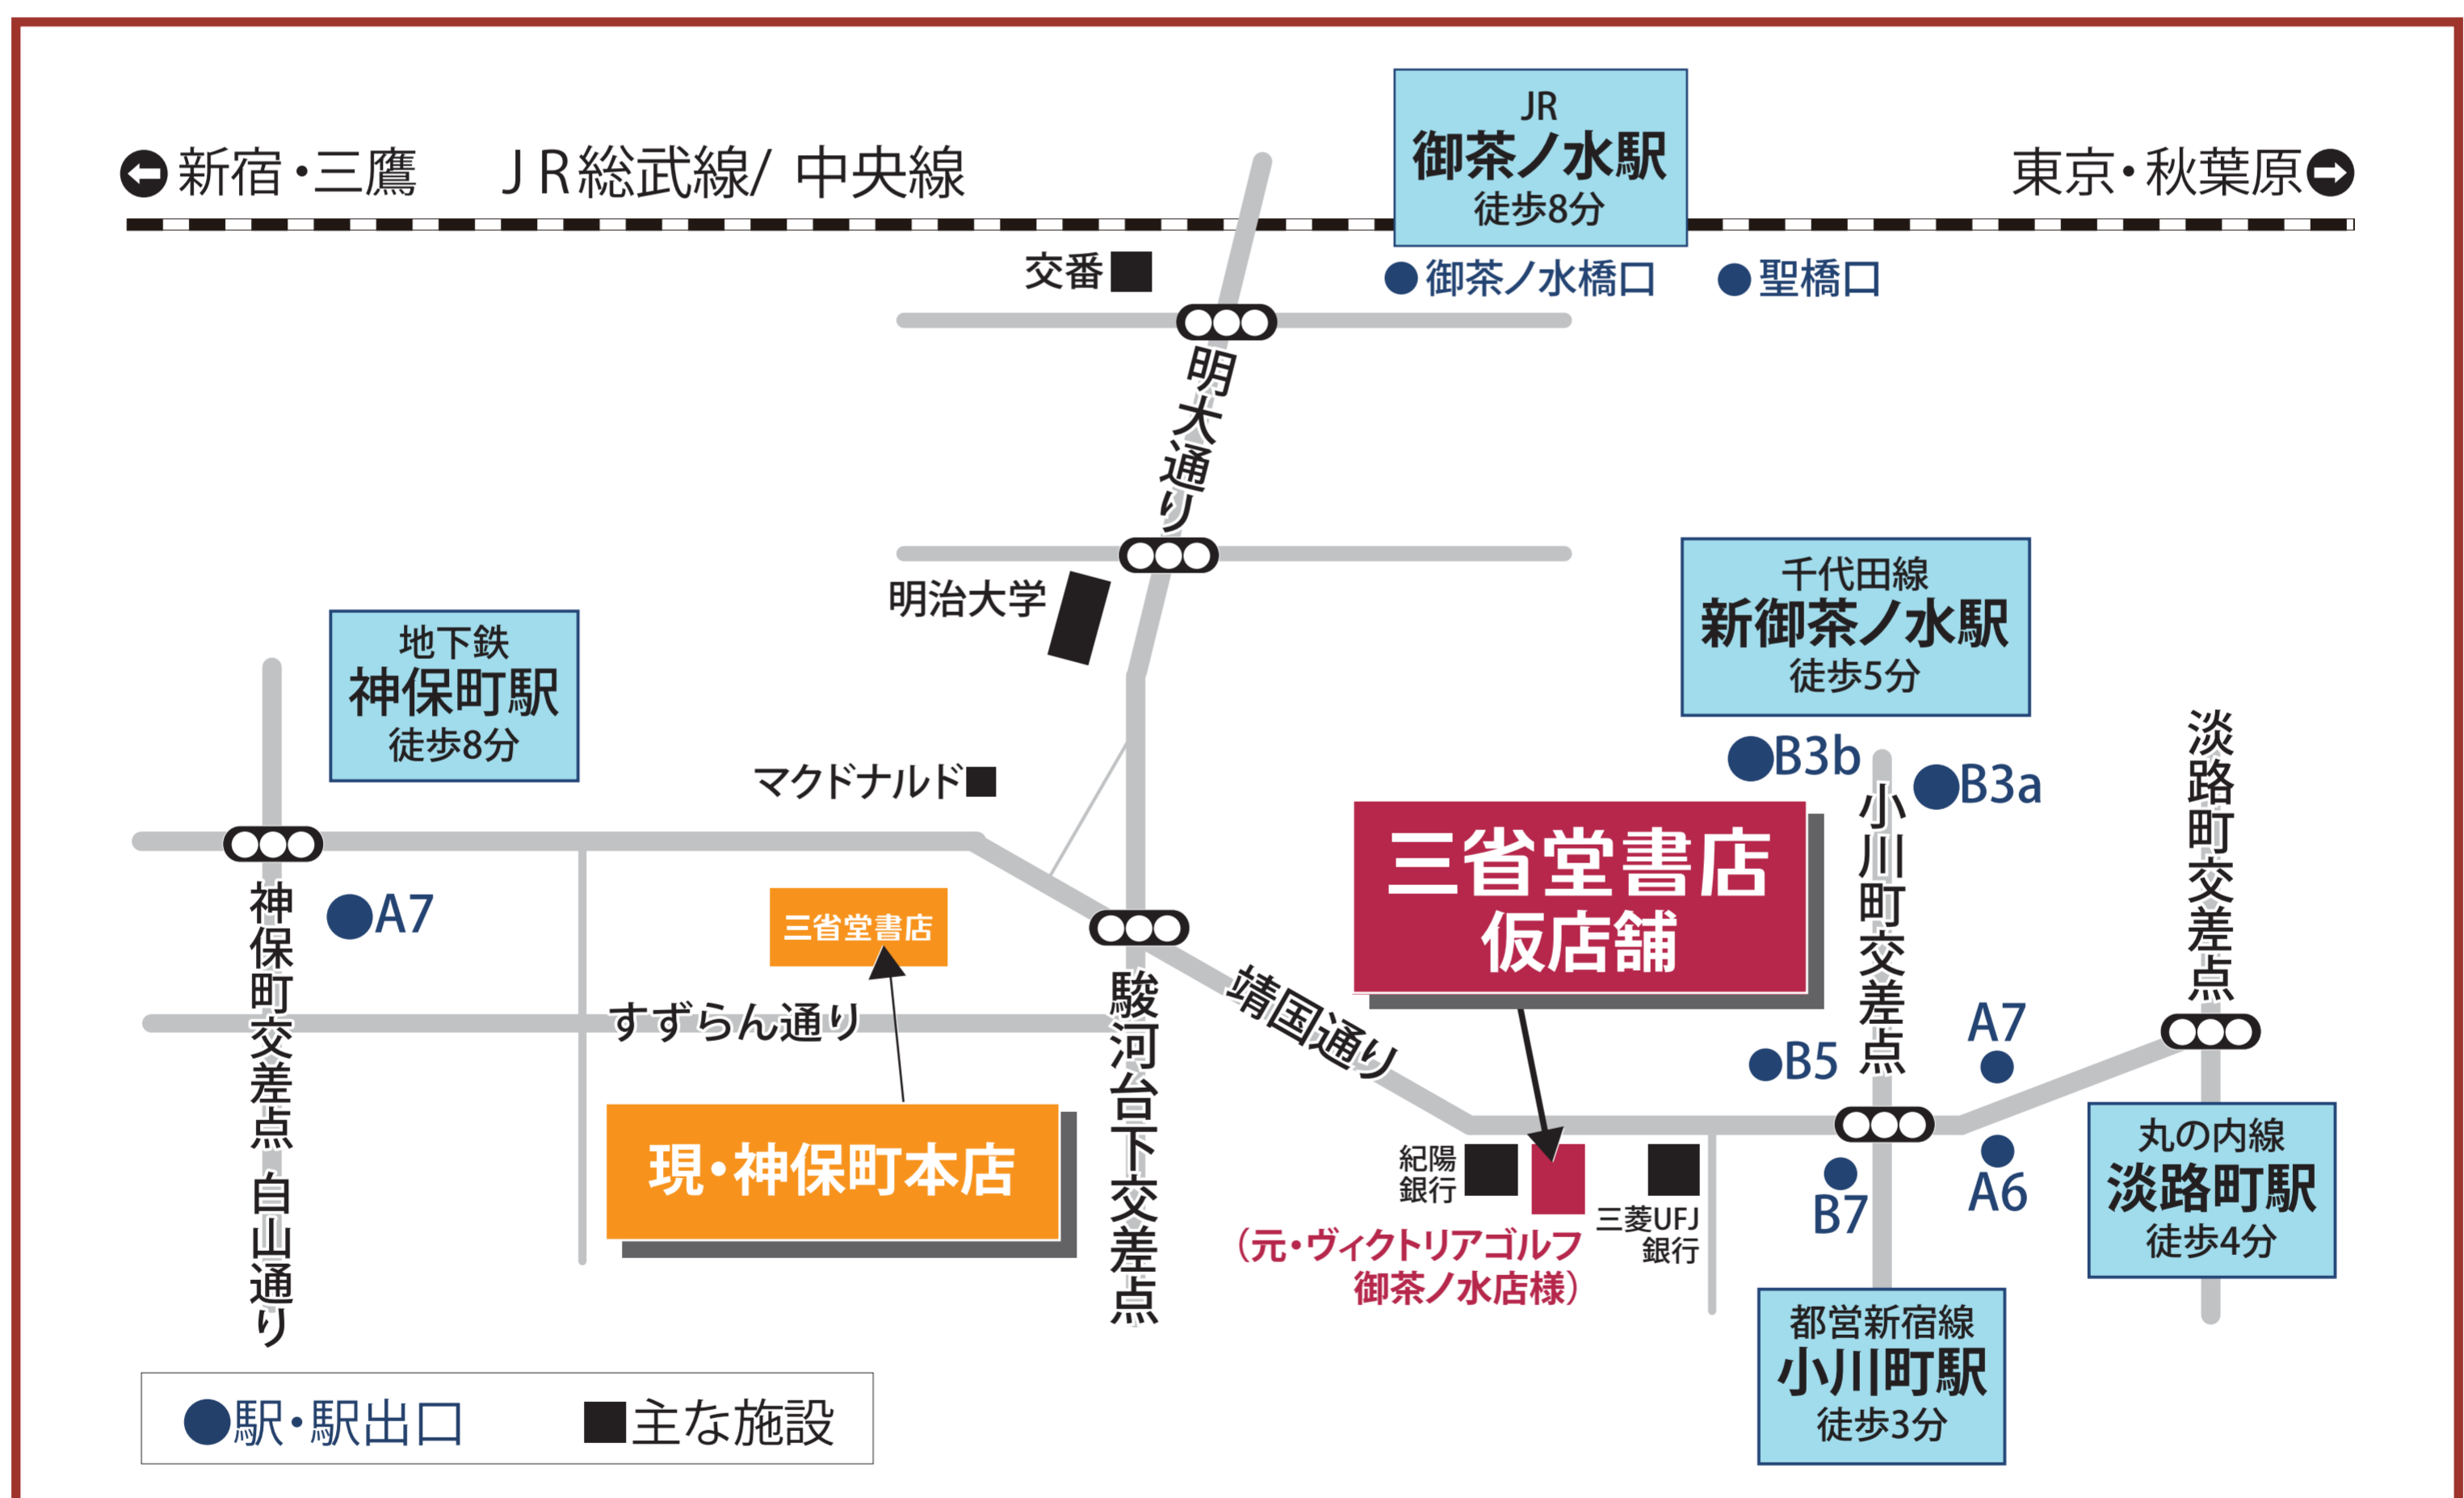 JR
御茶ノ水駅
徒歩8分
新宿・三鷹
JR総武線/ 中央線
東京・秋葉原
交番
御茶ノ水橋口
聖橋口
明大通り
明治大学
千代田線
新御茶ノ水駅
徒歩5分
地下鉄
神保町駅
徒歩8分
マクドナルド
B3b
B3a
小川町交差点
淡路町交差点
三省堂書店
仮店舗
A7
神保町交差点 白山通り
三省堂書店
すずらん通り
駿河台下交差点
靖国通り
B5
A7
現・神保町本店
紀陽
銀行
三菱UFJ
銀行
(元・ヴィクトリアゴルフ
御茶ノ水店様)
B7
A6
丸の内線
淡路町駅
徒歩4分
都営新宿線
小川町駅
徒歩3分
駅・駅出口
主な施設